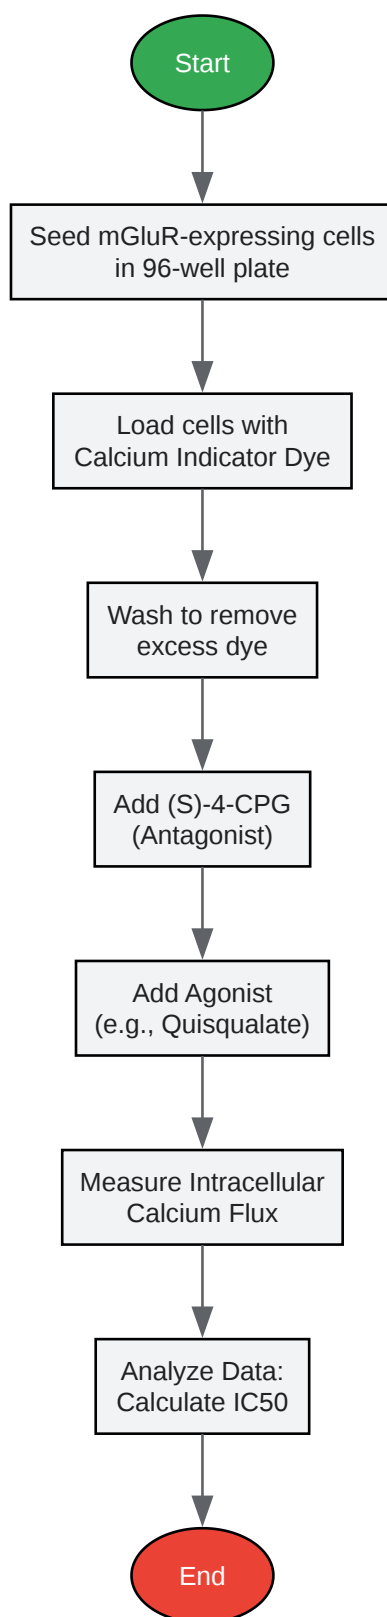 Start
Seed mGluR-expressing cells
in 96-well plate
Load cells with
Calcium Indicator Dye
Wash to remove
excess dye
Add (S)-4-CPG
(Antagonist)
Add Agonist
(e.g., Quisqualate)
Measure Intracellular
Calcium Flux
Analyze Data:
Calculate IC50
End